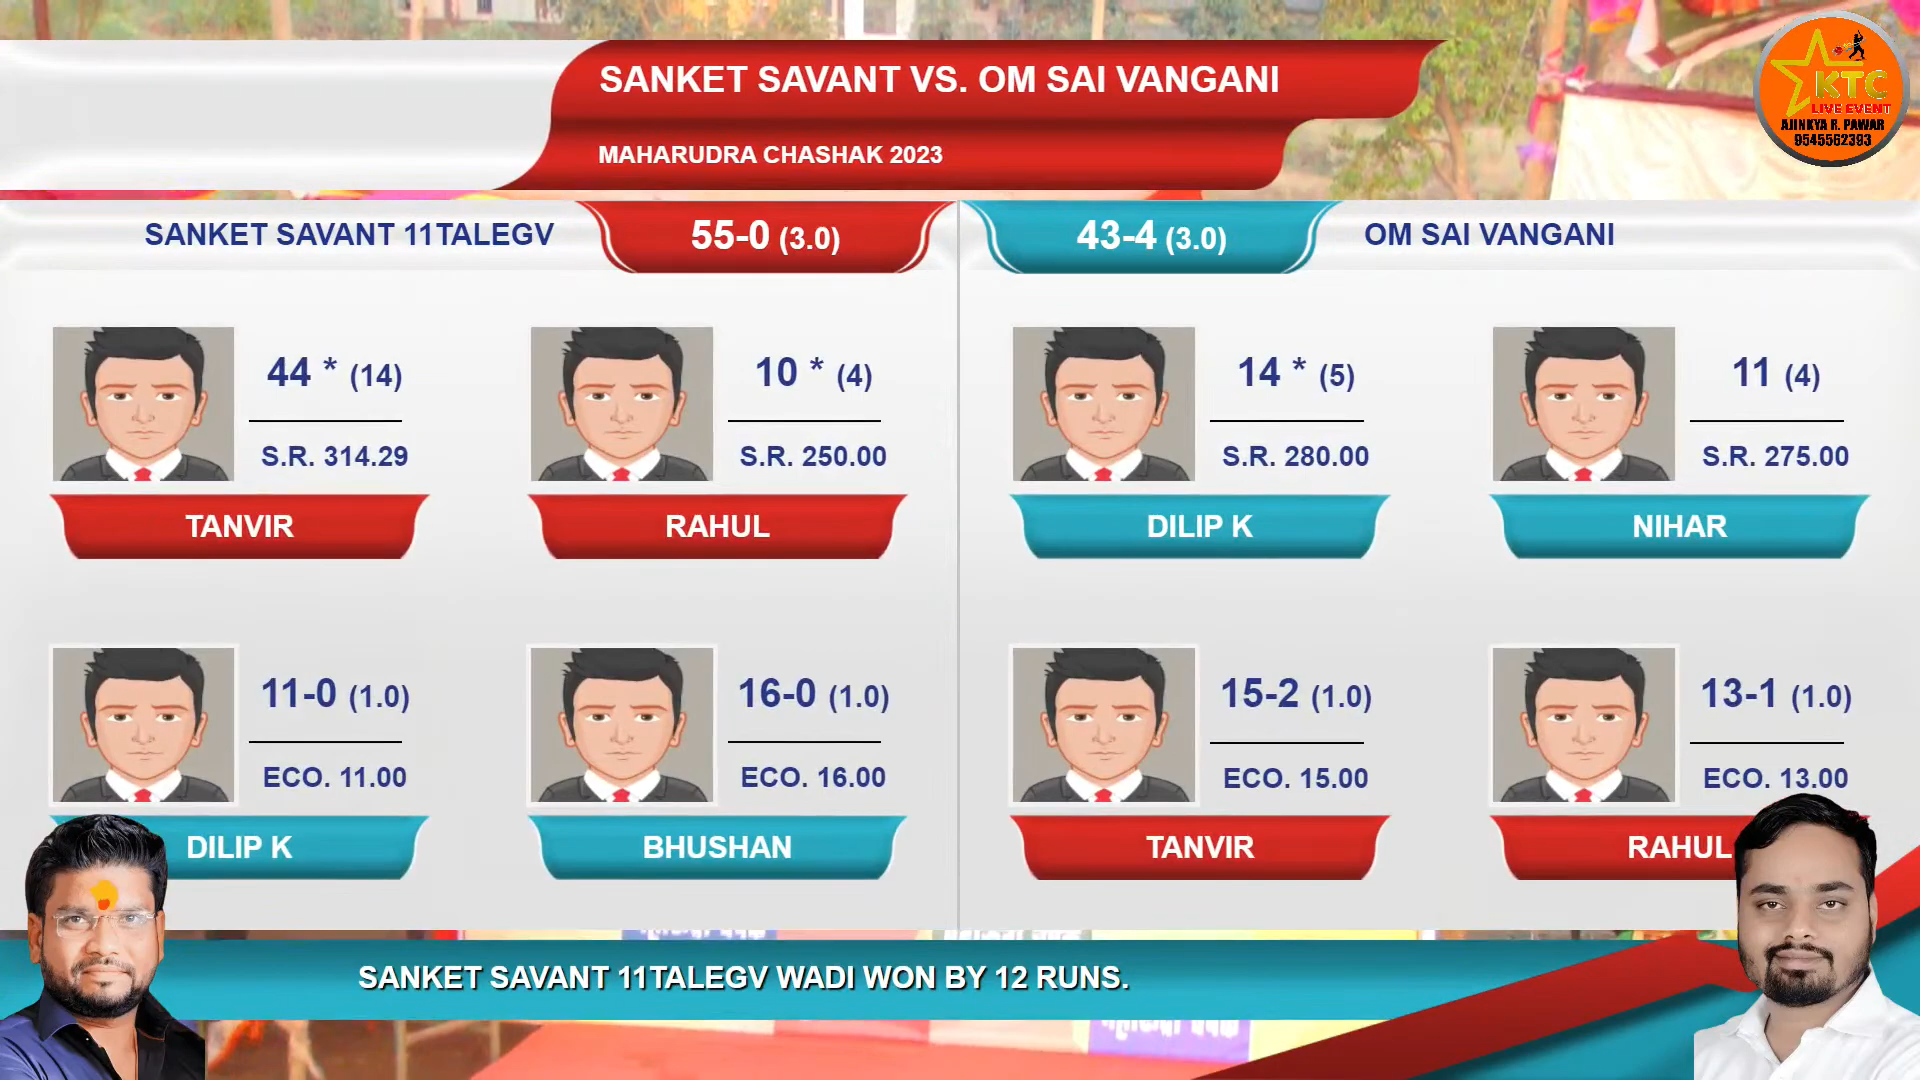 SANKET SAVANT VS. OM SAI VANGANI
MAHARUDRA CHASHAK 2023
KTC
LIVE EVENT
AJINKYA R. PAWAR
9545562393
SANKET SAVANT 11TALEGV
55-0 (3.0)
43-4 (3.0)
OM SAI VANGANI
44 * (14)
S.R. 314.29
TANVIR
10 * (4)
S.R. 250.00
RAHUL
14 * (5)
S.R. 280.00
DILIP K
11 (4)
S.R. 275.00
NIHAR
11-0 (1.0)
ECO. 11.00
DILIP K
16-0 (1.0)
ECO. 16.00
BHUSHAN
15-2 (1.0)
ECO. 15.00
TANVIR
13-1 (1.0)
ECO. 13.00
RAHUL
SANKET SAVANT 11TALEGV WADI WON BY 12 RUNS.